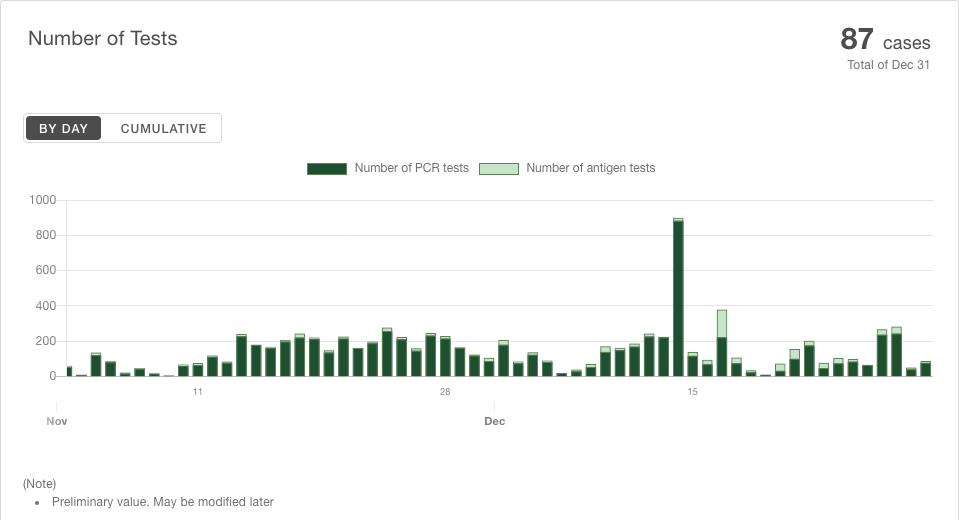 Number of Tests
87 cases
Total of Dec 31
BY DAY
CUMULATIVE
Number of PCR tests
Number of antigen tests
1000
800
600
400
200
0
11
28
15
Nov
Dec
(Note)
• Preliminary value. May be modified later